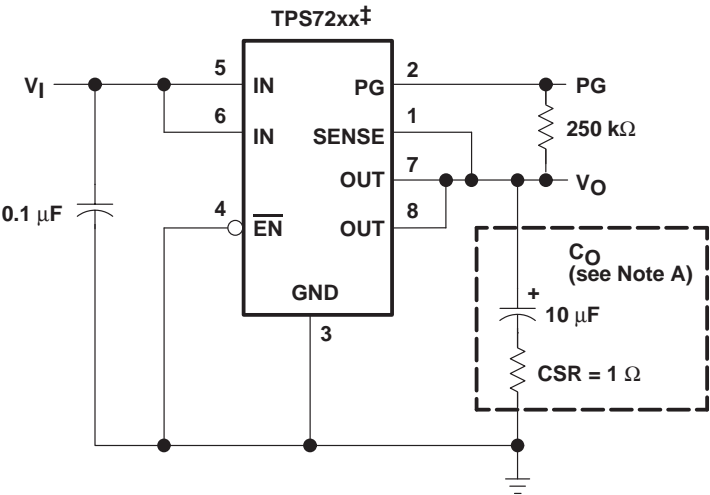 TPS72xx‡
VI
5
IN
6
IN
4
EN
GND
3
PG
2
PG
SENSE
1
OUT
7
OUT
8
250 kΩ
VO
0.1 µF
CO
(see Note A)
+
10 µF
CSR = 1 Ω